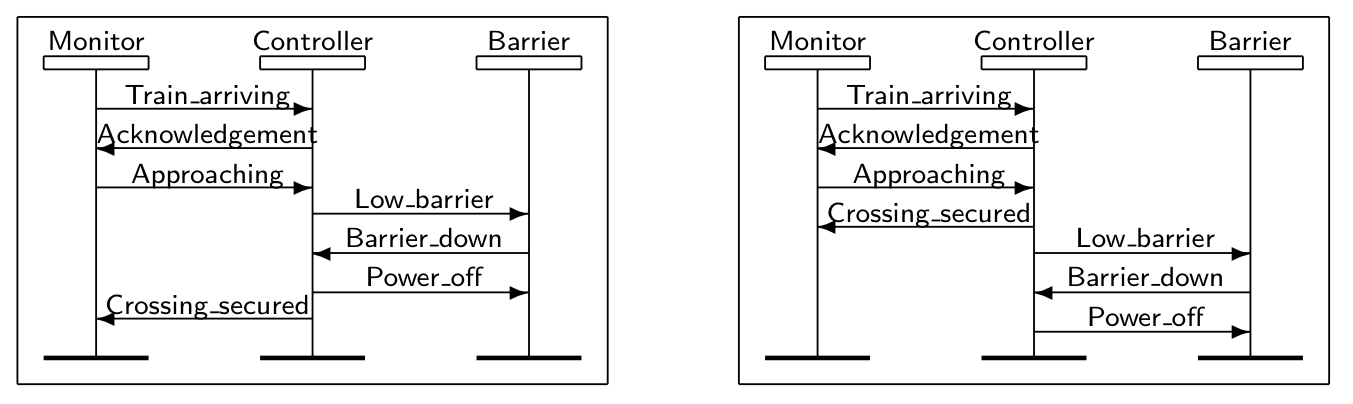 Monitor Controller Barrier
Train_arriving
Acknowledgement
Approaching
Low_barrier
Barrier_down
Power_off
Crossing_secured
Monitor Controller Barrier
Train_arriving
Acknowledgement
Approaching
Crossing_secured
Low_barrier
Barrier_down
Power_off